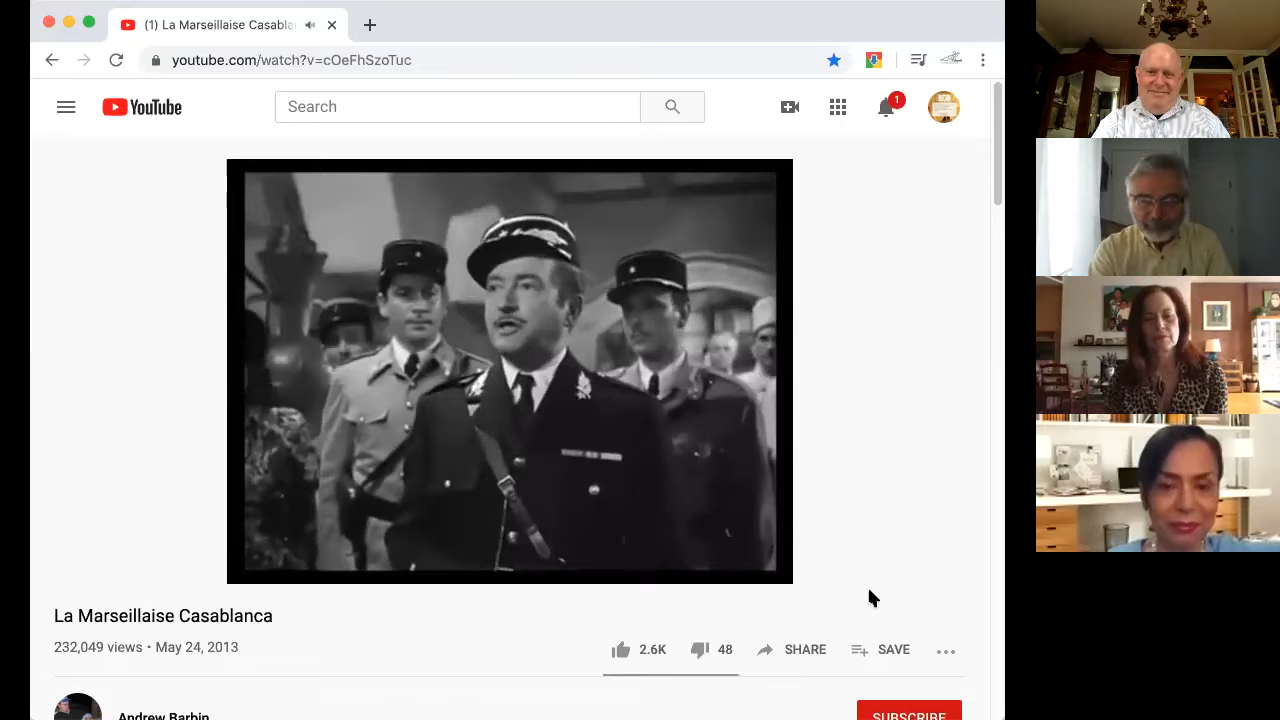 (1) La Marseillaise Casablan
youtube.com/watch?v=cOeFhSzoTuc
YouTube
Search
1
La Marseillaise Casablanca
232,049 views • May 24, 2013
2.6K
48
SHARE
SAVE
Andrew Barbin
SUBSCRIBE